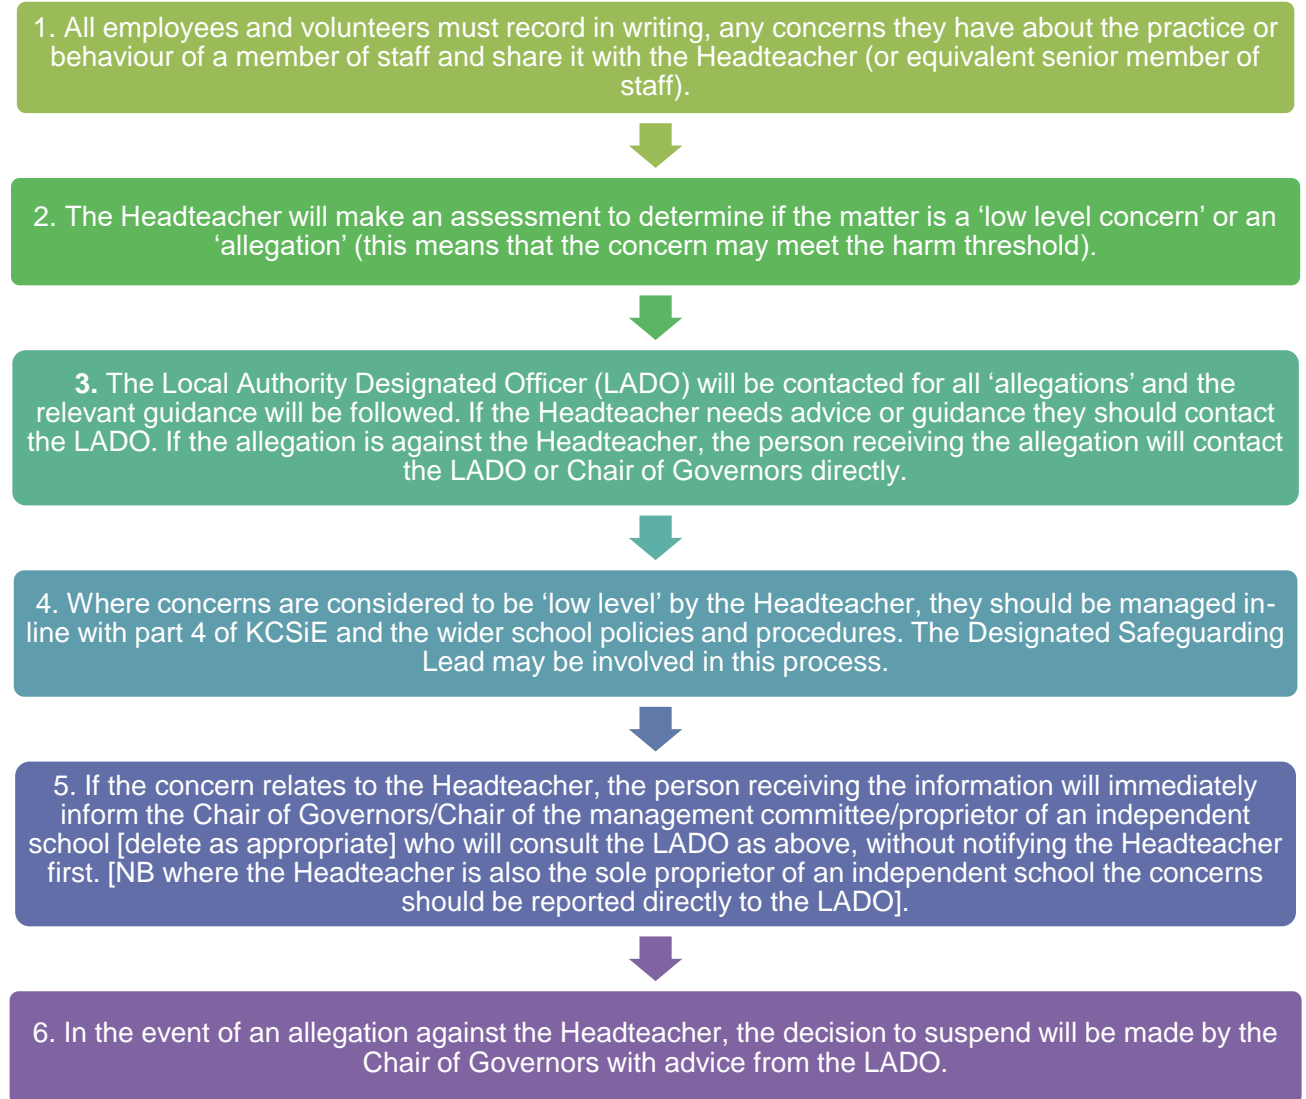 1. All employees and volunteers must record in writing, any concerns they have about the practice or
behaviour of a member of staff and share it with the Headteacher (or equivalent senior member of
staff).
2. The Headteacher will make an assessment to determine if the matter is a ‘low level concern’ or an
‘allegation’ (this means that the concern may meet the harm threshold).
3. The Local Authority Designated Officer (LADO) will be contacted for all ‘allegations’ and the
relevant guidance will be followed. If the Headteacher needs advice or guidance they should contact
the LADO. If the allegation is against the Headteacher, the person receiving the allegation will contact
the LADO or Chair of Governors directly.
4. Where concerns are considered to be ‘low level’ by the Headteacher, they should be managed in-
line with part 4 of KCSiE and the wider school policies and procedures. The Designated Safeguarding
Lead may be involved in this process.
5. If the concern relates to the Headteacher, the person receiving the information will immediately
inform the Chair of Governors/Chair of the management committee/proprietor of an independent
school [delete as appropriate] who will consult the LADO as above, without notifying the Headteacher
first. [NB where the Headteacher is also the sole proprietor of an independent school the concerns
should be reported directly to the LADO].
6. In the event of an allegation against the Headteacher, the decision to suspend will be made by the
Chair of Governors with advice from the LADO.